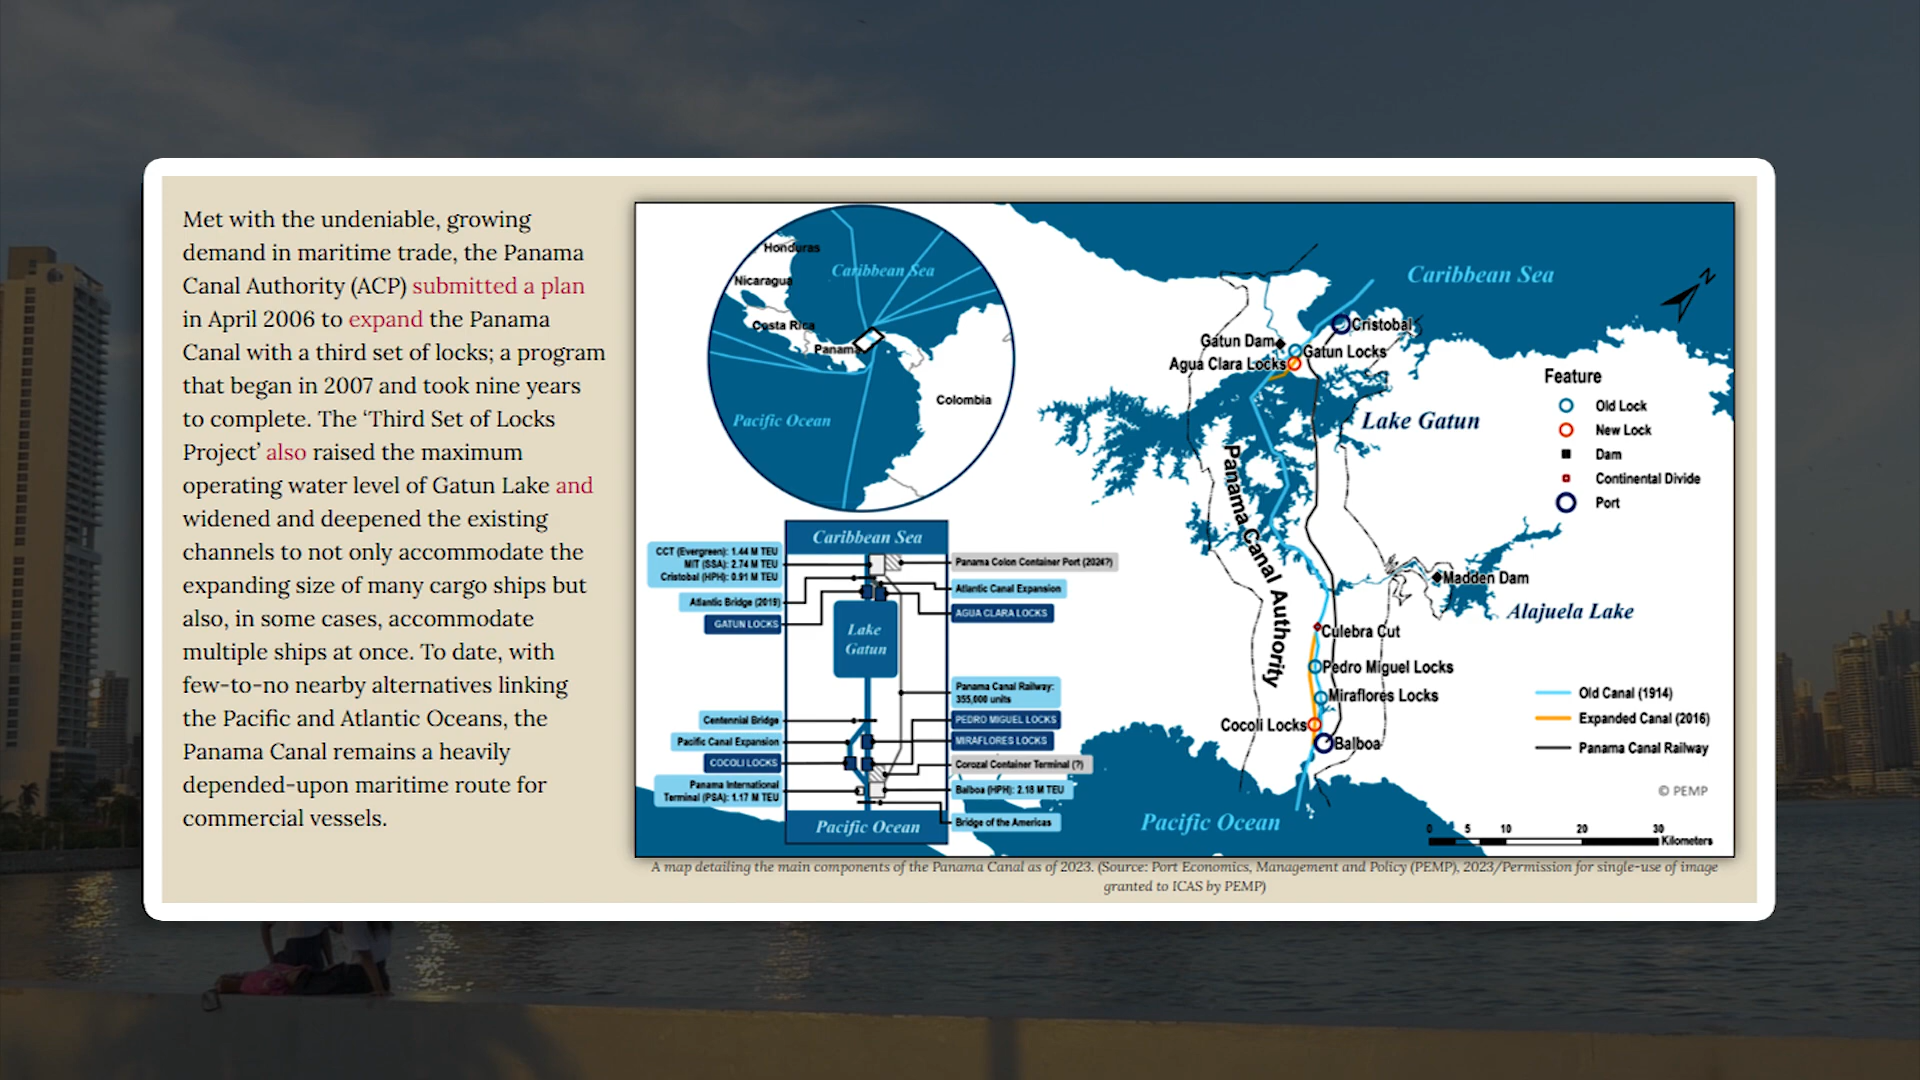 Met with the undeniable, growing
demand in maritime trade, the Panama
Canal Authority (ACP) submitted a plan
in April 2006 to expand the Panama
Canal with a third set of locks; a program
that began in 2007 and took nine years
to complete. The ‘Third Set of Locks
Project’ also raised the maximum
operating water level of Gatun Lake and
widened and deepened the existing
channels to not only accommodate the
expanding size of many cargo ships but
also, in some cases, accommodate
multiple ships at once. To date, with
few-to-no nearby alternatives linking
the Pacific and Atlantic Oceans, the
Panama Canal remains a heavily
depended-upon maritime route for
commercial vessels.
Honduras
Caribbean Sea
Nicaragua
Costa Rica
Panama
Colombia
Pacific Ocean
Caribbean Sea
CCT (Evergreen): 1.44 M TEU
MIT (SSA): 2.74 M TEU
Cristobal (HPH): 0.91 M TEU
Atlantic Bridge (2019)
GATUN LOCKS
Lake
Gatun
Panama Colon Container Port (2024?)
Atlantic Canal Expansion
AGUA CLARA LOCKS
Panama Canal Railway:
355,000 units
Centennial Bridge
Pacific Canal Expansion
COCOLI LOCKS
Panama International
Terminal (PSA): 1.17 M TEU
PEDRO MIGUEL LOCKS
MIRAFLORES LOCKS
Corozal Container Terminal (?)
Balboa (HPH): 2.18 M TEU
Bridge of the Americas
Pacific Ocean
Caribbean Sea
N
Cristobal
Gatun Dam
Gatun Locks
Agua Clara Locks
Lake Gatun
Panama Canal Authority
Madden Dam
Alajuela Lake
Culebra Cut
Pedro Miguel Locks
Miraflores Locks
Cocoli Locks
Balboa
Pacific Ocean
Feature
Old Lock
New Lock
Dam
Continental Divide
Port
Old Canal (1914)
Expanded Canal (2016)
Panama Canal Railway
© PEMP
0 5 10 20 30
Kilometers
A map detailing the main components of the Panama Canal as of 2023. (Source: Port Economics, Management and Policy (PEMP), 2023/Permission for single-use of image
granted to ICAS by PEMP)